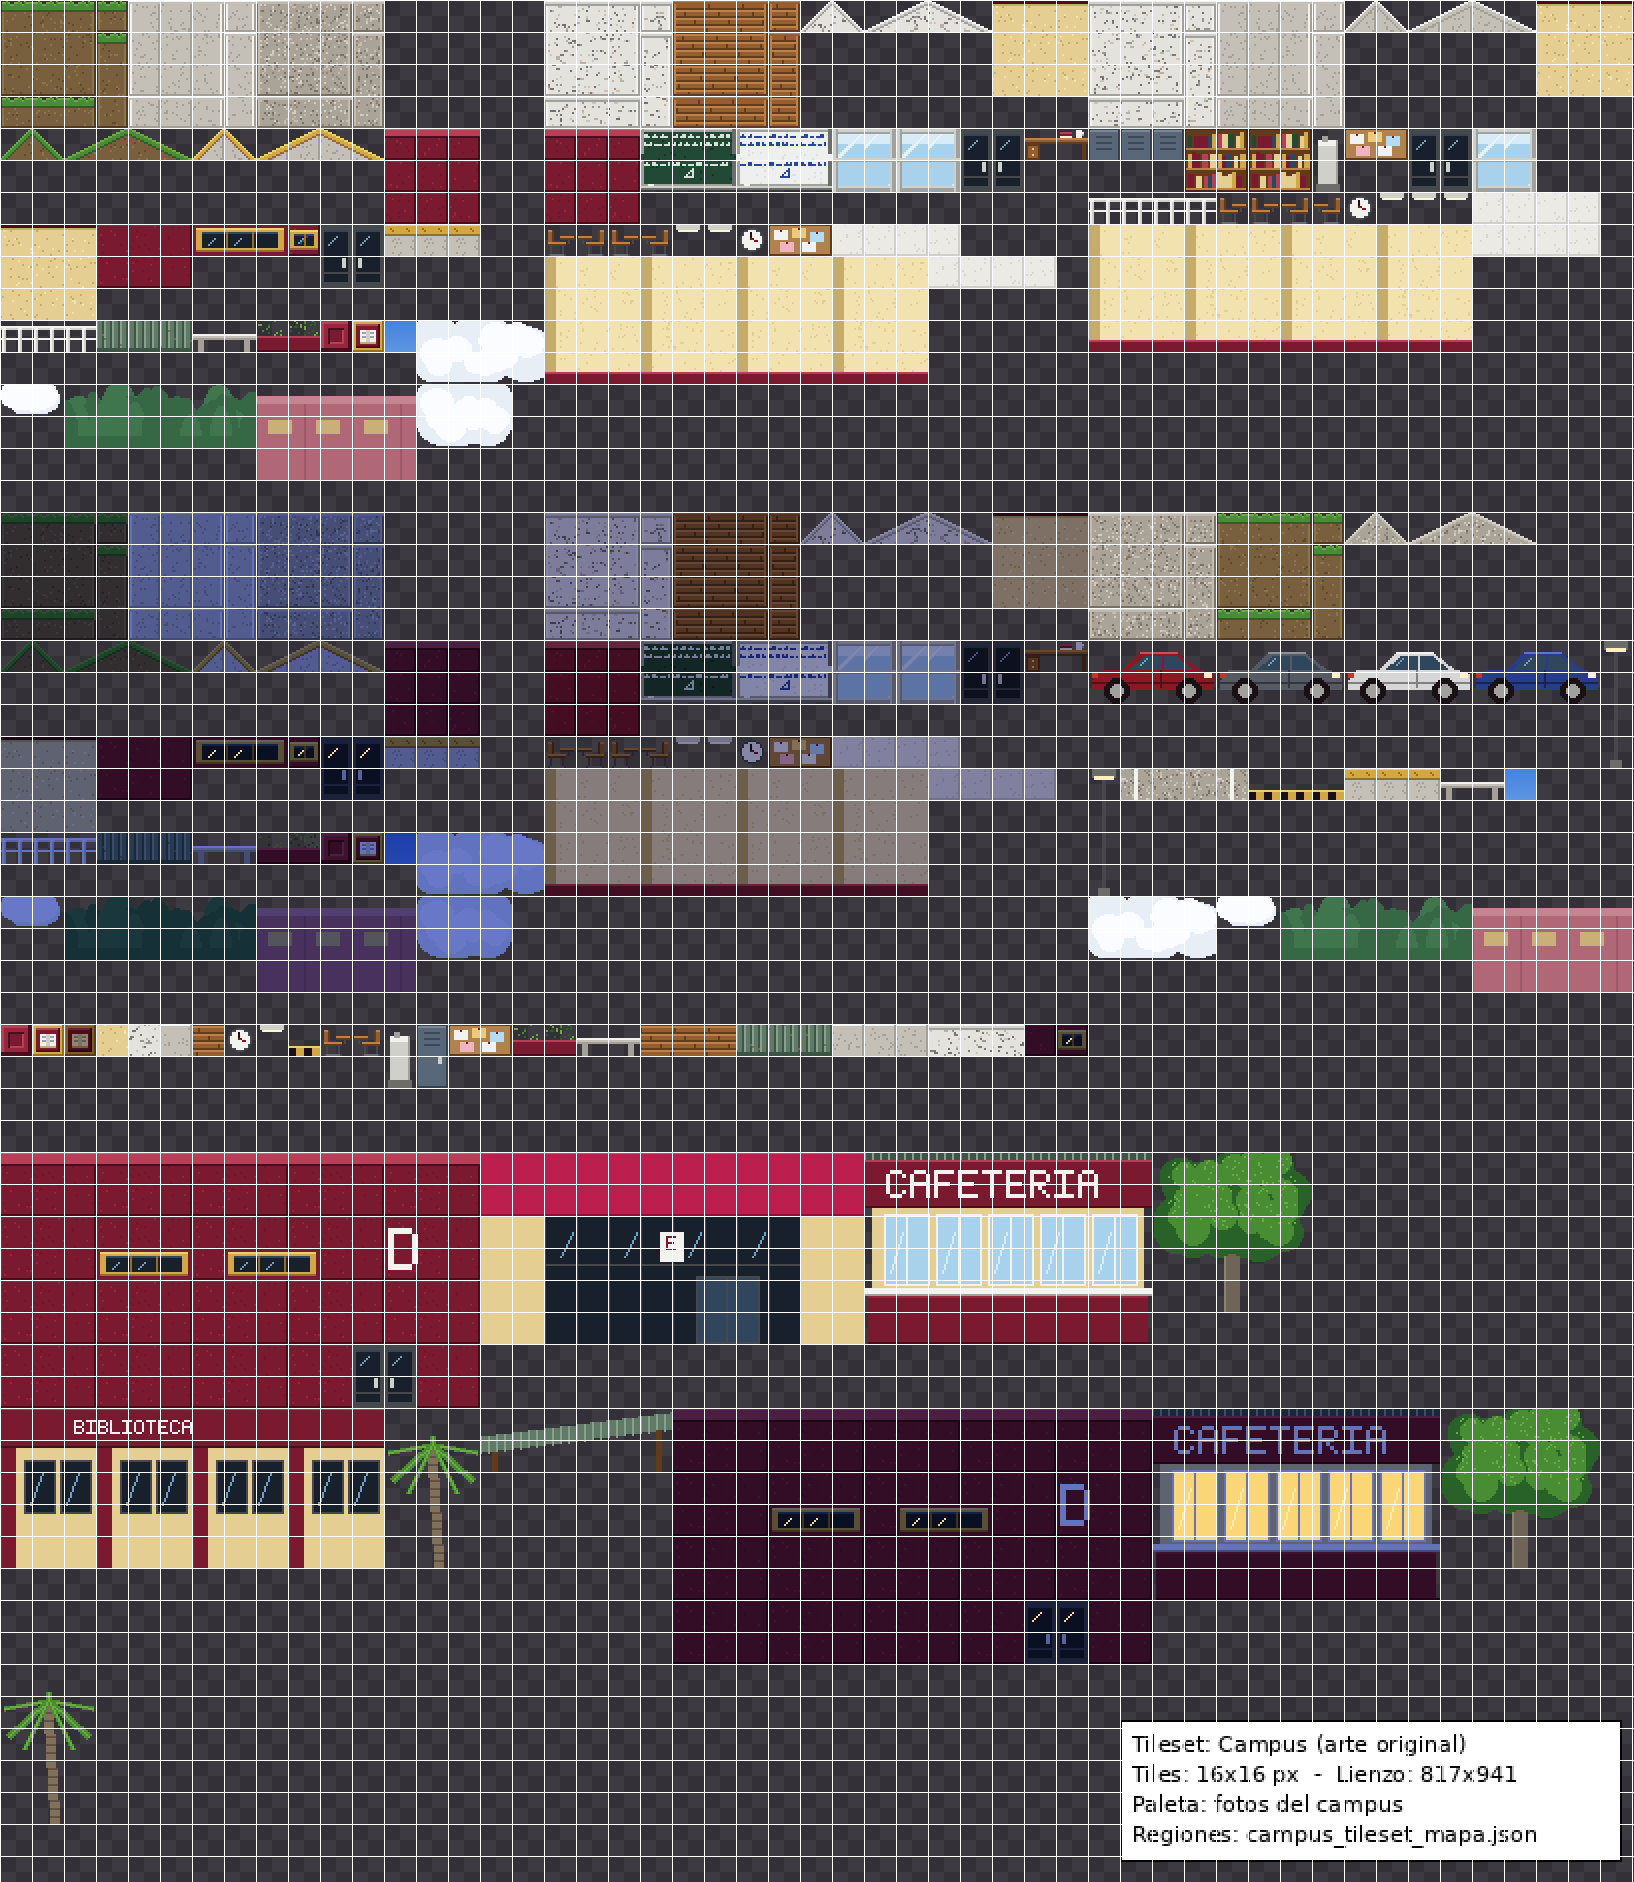 CAFETERIA
E
BIBLIOTECA
CAFETERIA
Tileset: Campus (arte original)
Tiles: 16x16 px - Lienzo: 817x941
Paleta: fotos del campus
Regiones: campus_tileset_mapa.json